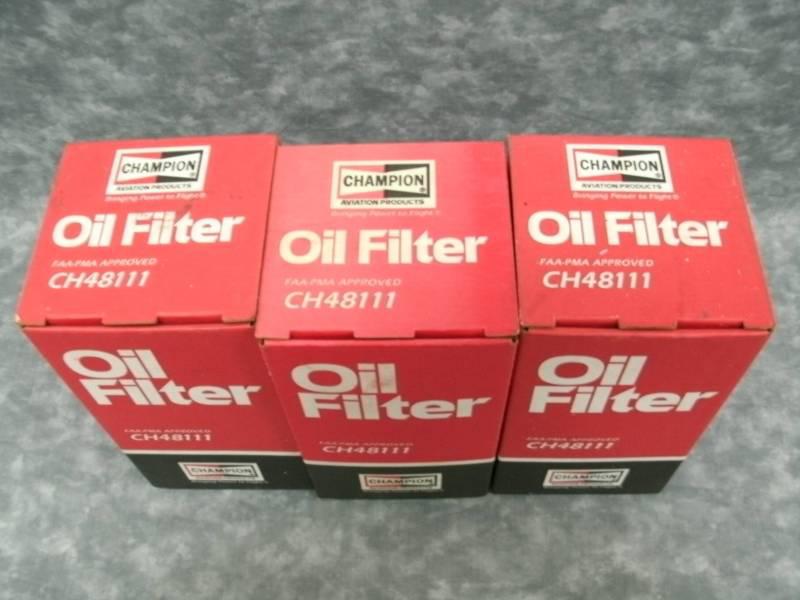 CHAMPION
AVIATION PRODUCTS
Bringing Power to Flight®
Oil Filter
FAA-PMA APPROVED
CH48111
Oil
Filter
FAA-PMA APPROVED
CH48111
CHAMPION
CHAMPION
AVIATION PRODUCTS
Bringing Power to Flight®
Oil Filter
FAA-PMA APPROVED
CH48111
Oil
Filter
FAA-PMA APPROVED
CH48111
CHAMPION
CHAMPION
AVIATION PRODUCTS
Bringing Power to Flight®
Oil Filter
FAA-PMA APPROVED
CH48111
Oil
Filter
FAA-PMA APPROVED
CH48111
CHAMPION